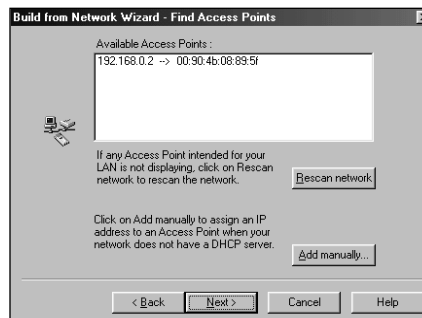 Build from Network Wizard - Find Access Points
Available Access Points :
192.168.0.2 --> 00:90:4b:08:89:5f
If any Access Point intended for your
LAN is not displaying, click on Rescan
network to rescan the network.
Rescan network
Click on Add manually to assign an IP
address to an Access Point when your
network does not have a DHCP server.
Add manually...
< Back
Next >
Cancel
Help